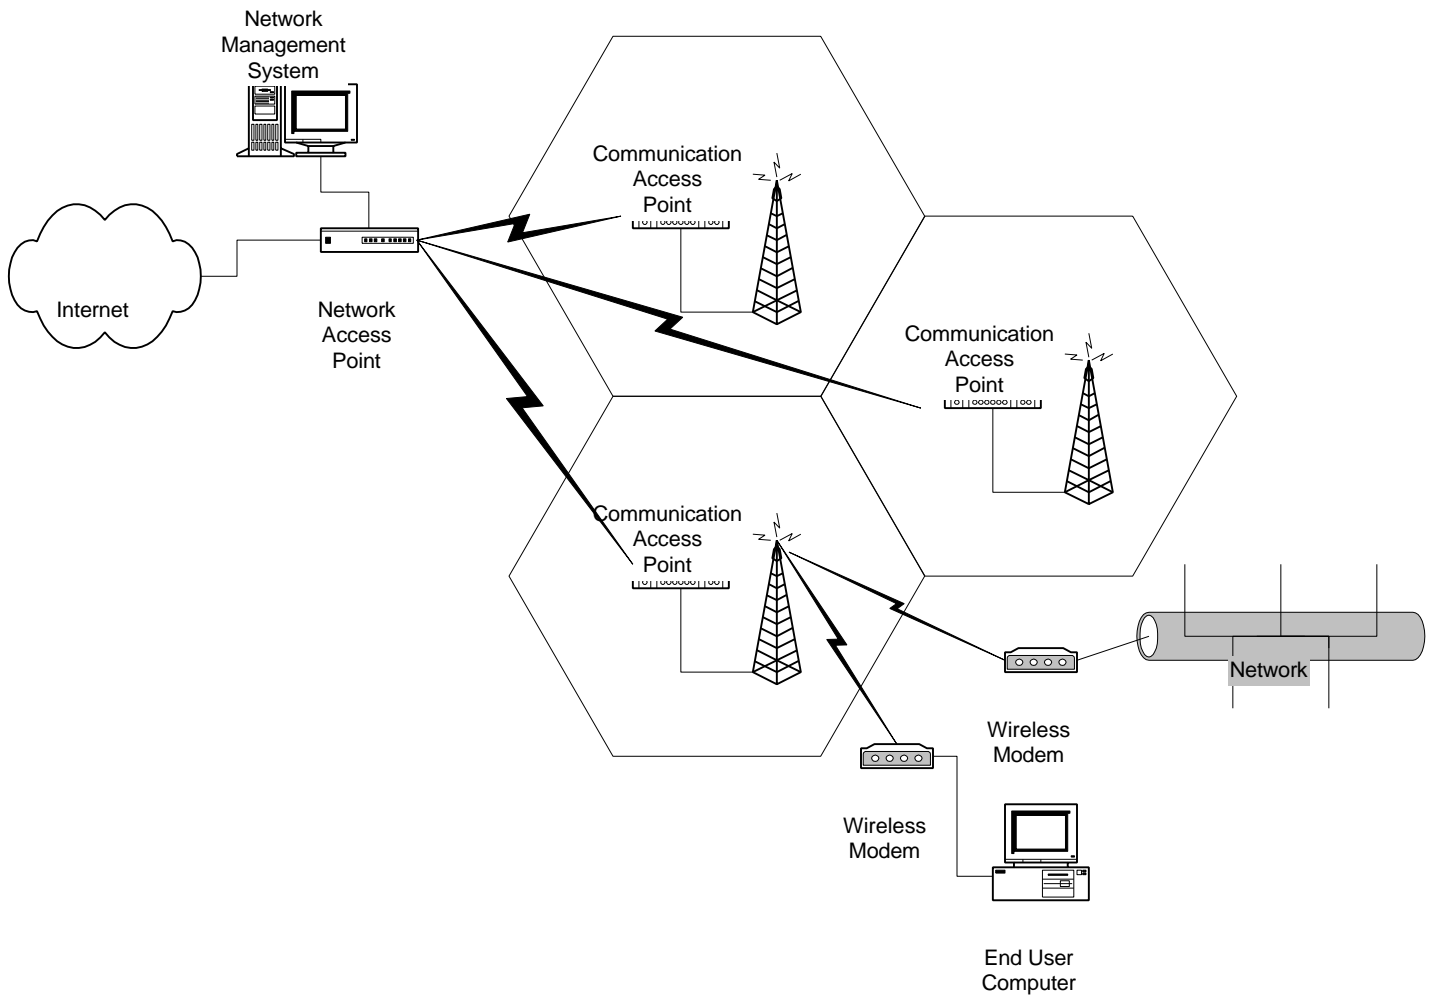 Network
Management
System
Communication
Access
Point
Internet
Network
Access
Point
Communication
Access
Point
Communication
Access
Point
Network
Wireless
Modem
Wireless
Modem
End User
Computer